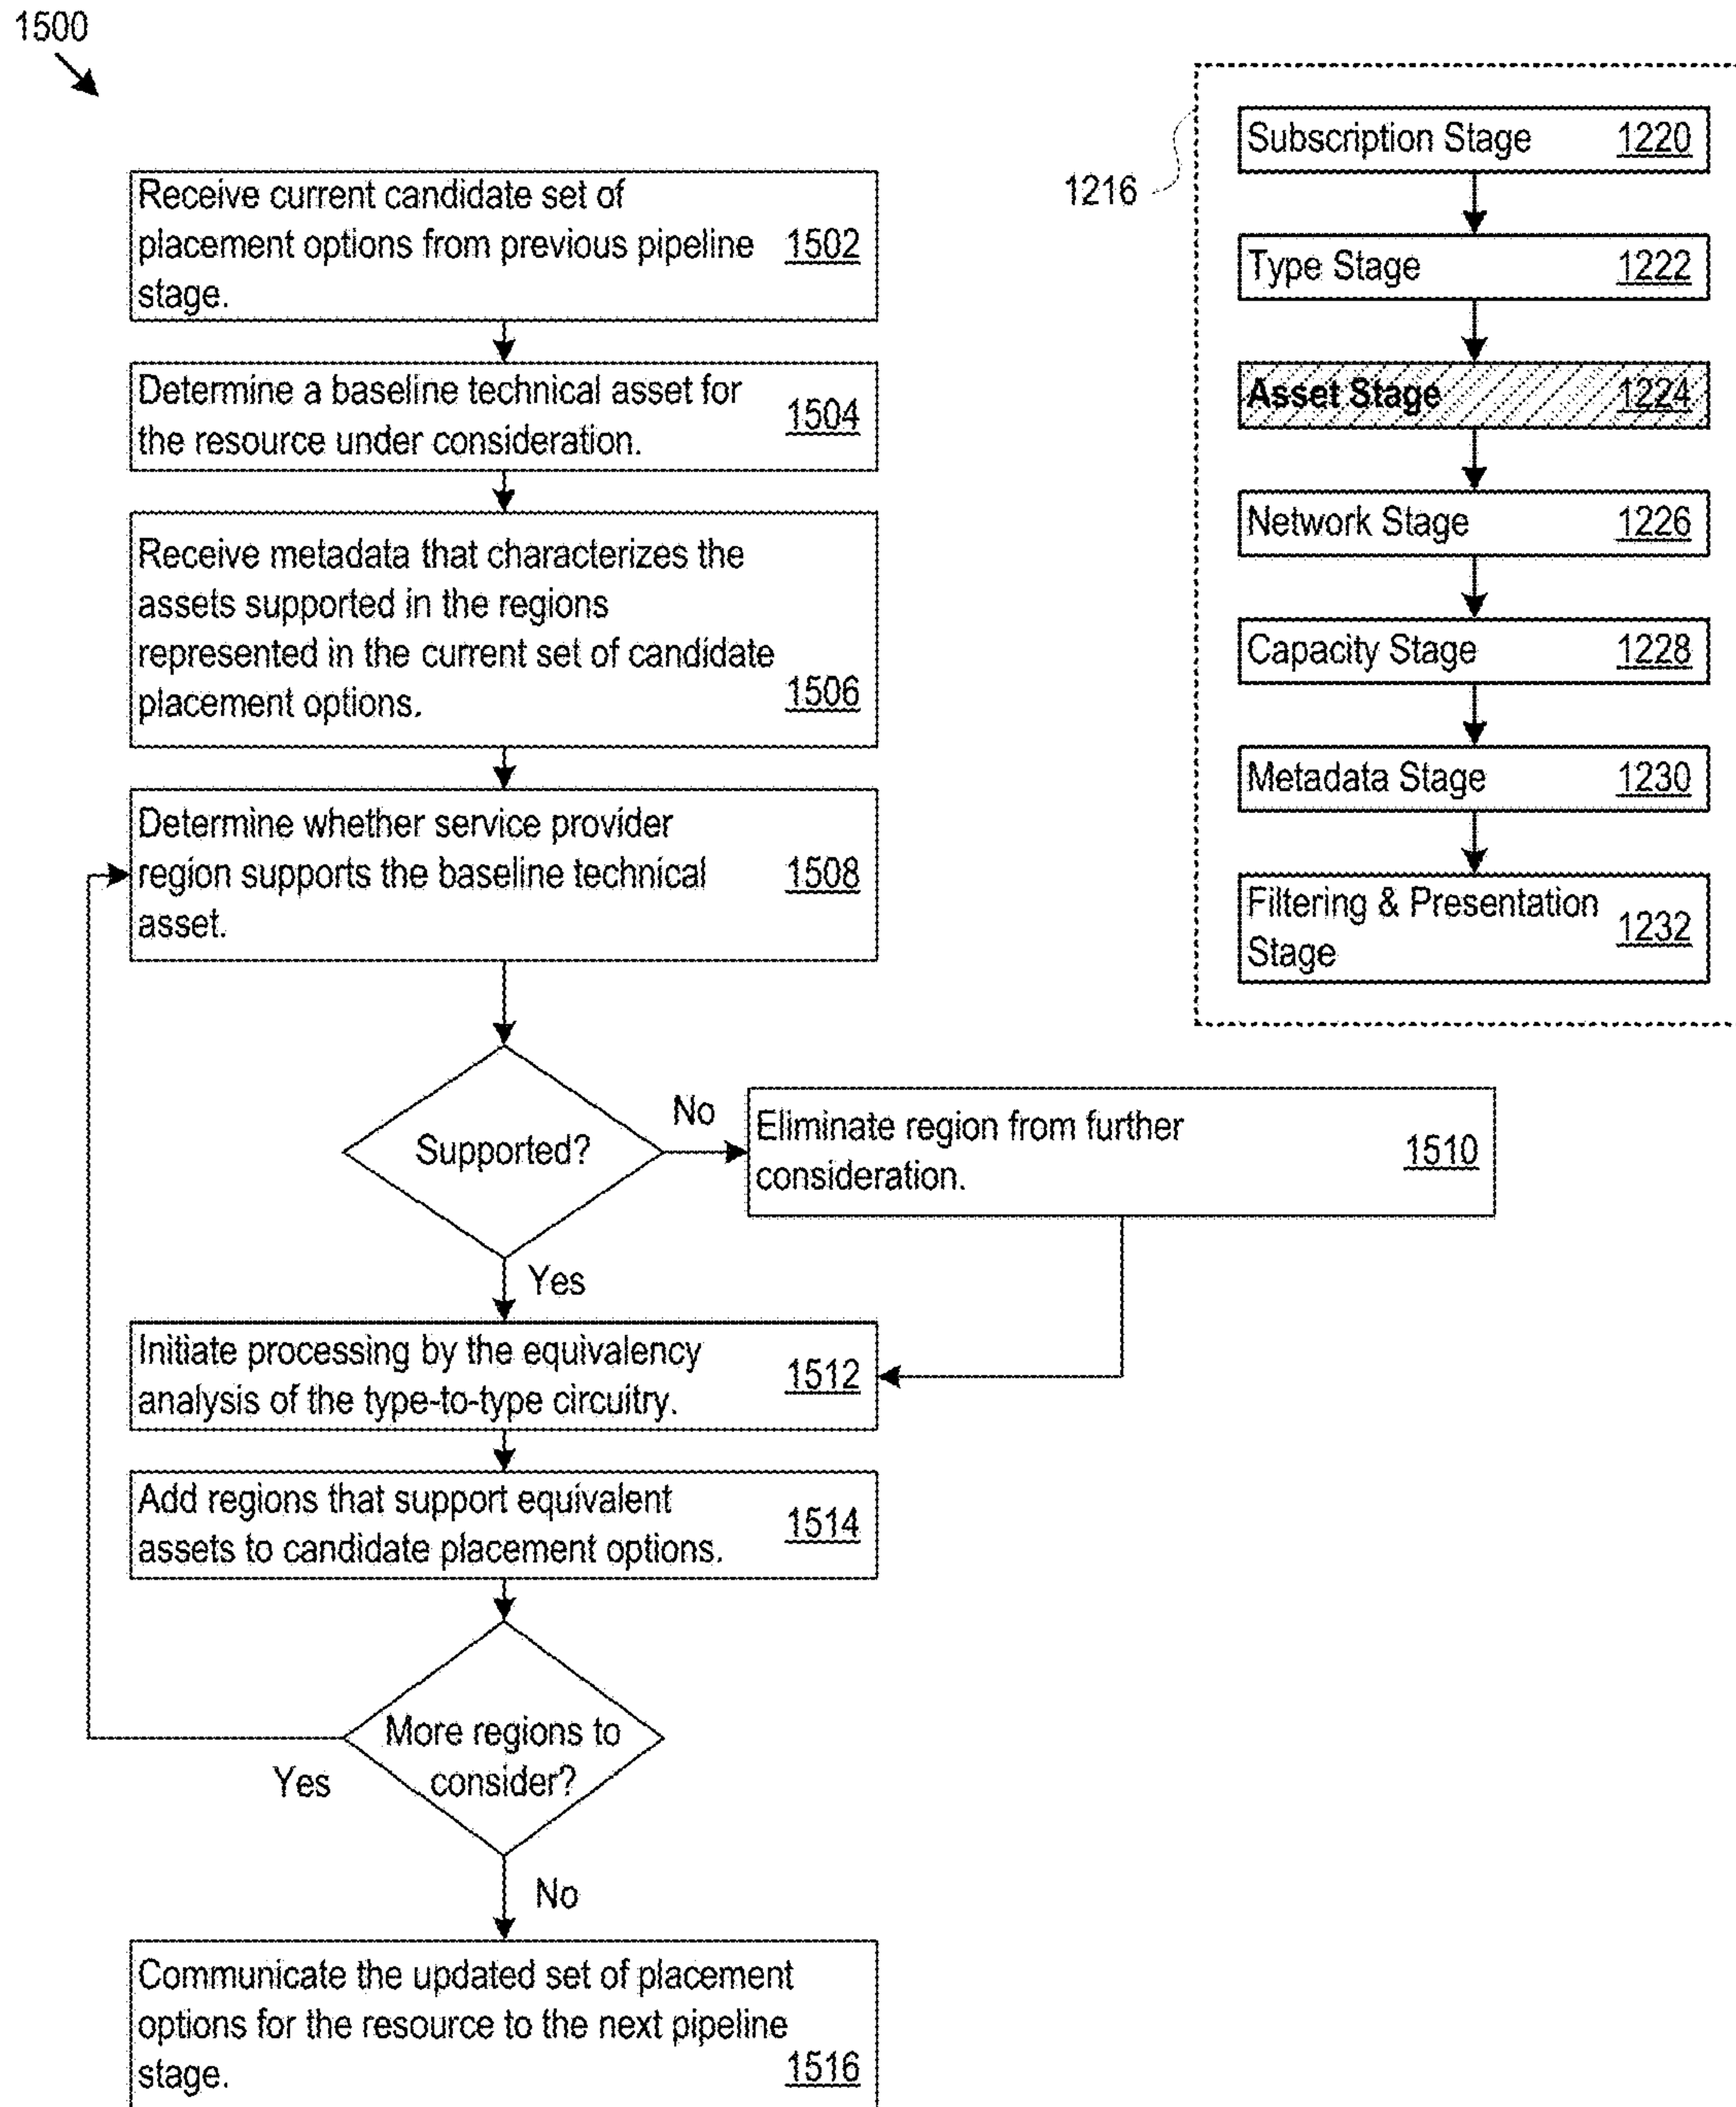 1500
Receive current candidate set of
placement options from previous pipeline 1502
stage.
Determine a baseline technical asset for
the resource under consideration. 1504
Receive metadata that characterizes the
assets supported in the regions
represented in the current set of candidate
placement options. 1506
Determine whether service provider
region supports the baseline technical 1508
asset.
Supported?
No
Eliminate region from further
consideration. 1510
Yes
Initiate processing by the equivalency
analysis of the type-to-type circuitry. 1512
Add regions that support equivalent
assets to candidate placement options. 1514
More regions to
consider?
Yes
No
Communicate the updated set of placement
options for the resource to the next pipeline
stage. 1516
1216
Subscription Stage 1220
Type Stage 1222
Asset Stage 1224
Network Stage 1226
Capacity Stage 1228
Metadata Stage 1230
Filtering & Presentation
Stage 1232